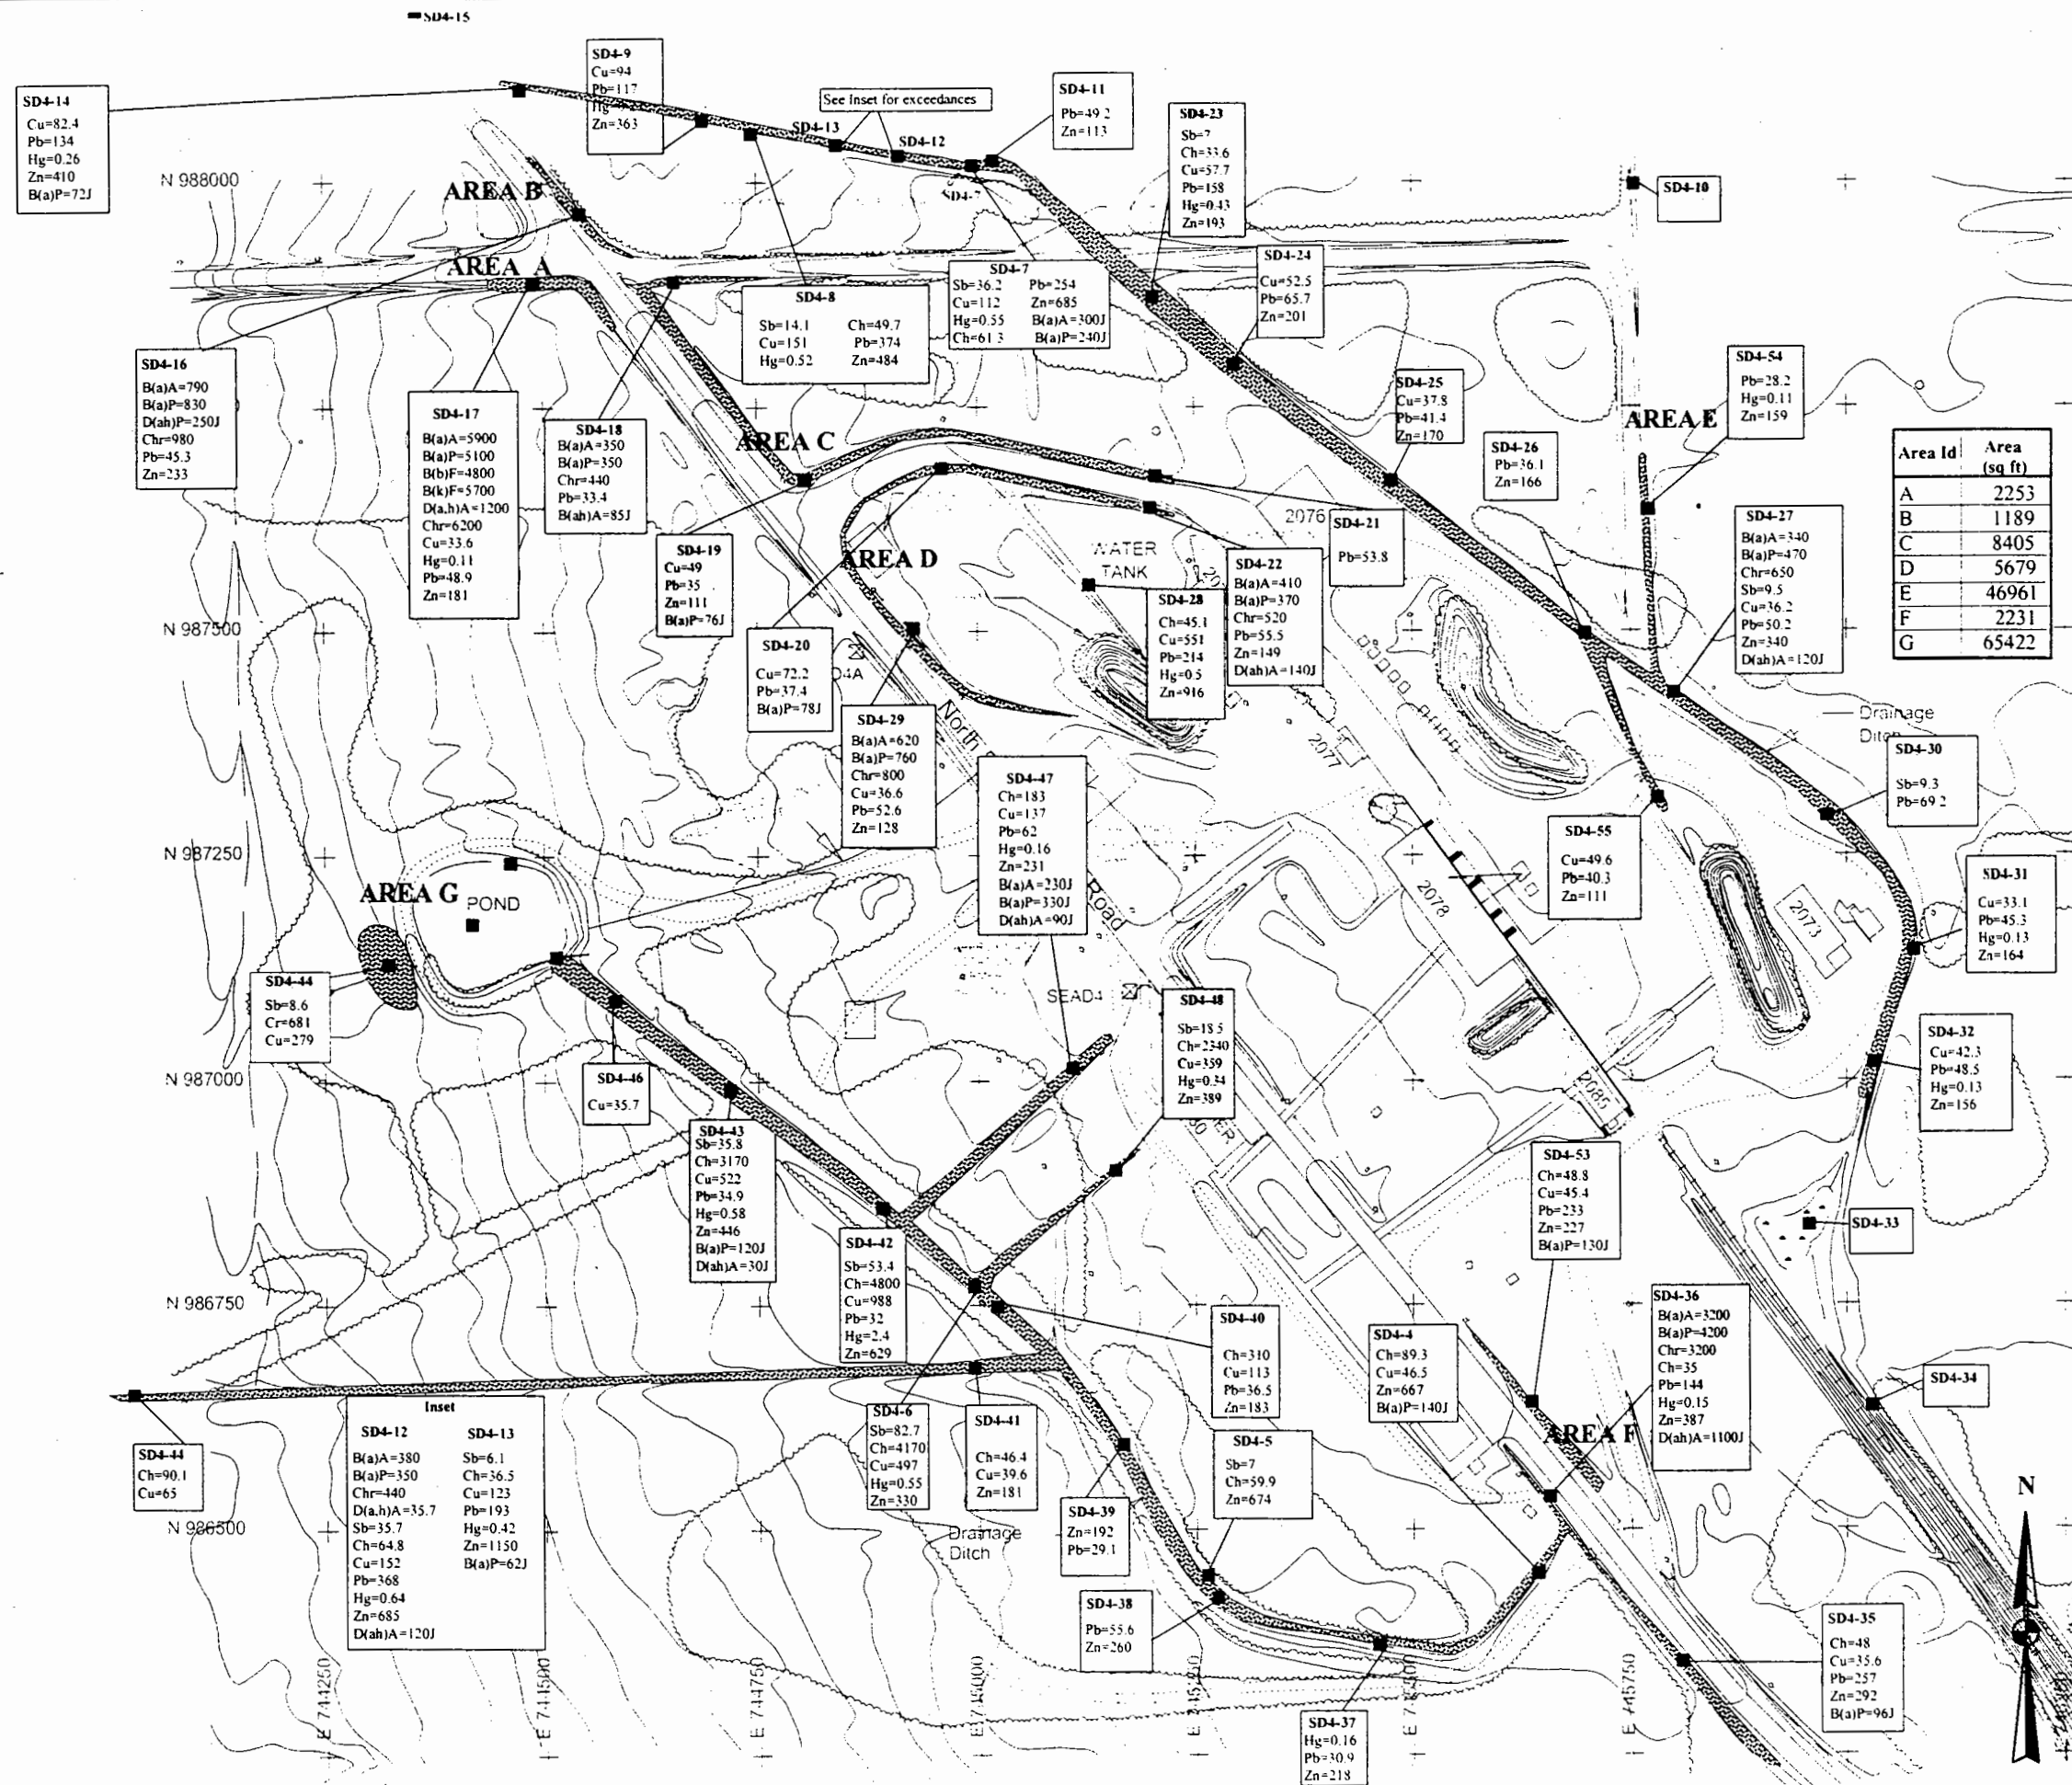 SD4-15
SD4-14
Cu=82.4
Pb=134
Hg=0.26
Zn=410
B(a)P=72J
SD4-9
Cu=94
Pb=117
Zn=363
See Inset for exceedances
SD4-13
SD4-12
SD4-11
Pb=49.2
Zn=113
SD4-7
SD4-23
Sb=7
Ch=33.6
Cu=57.7
Pb=158
Hg=0.43
Zn=193
SD4-10
N 988000
AREA B
AREA A
SD4-24
Cu=52.5
Pb=65.7
Zn=201
SD4-7
Sb=36.2 Pb=254
Cu=112 Zn=685
Hg=0.55 B(a)A=300J
Ch=61.3 B(a)P=240J
SD4-8
Sb=14.1 Ch=49.7
Cu=151 Pb=374
Hg=0.52 Zn=484
SD4-16
B(a)A=790
B(a)P=830
D(ah)P=250J
Chr=980
Pb=45.3
Zn=233
SD4-17
B(a)A=5900
B(a)P=5100
B(b)F=4800
B(k)F=5700
D(a,h)A=1200
Chr=6200
Cu=33.6
Hg=0.11
Pb=48.9
Zn=181
SD4-18
B(a)A=350
B(a)P=350
Chr=440
Pb=33.4
B(ah)A=85J
AREA C
SD4-25
Cu=37.8
Pb=41.4
Zn=170
SD4-54
Pb=28.2
Hg=0.11
Zn=159
AREA E
SD4-26
Pb=36.1
Zn=166
Area Id Area (sq ft)
A 2253
B 1189
C 8405
D 5679
E 46961
F 2231
G 65422
SD4-27
B(a)A=340
B(a)P=470
Chr=650
Sb=9.5
Cu=36.2
Pb=50.2
Zn=340
D(ah)A=120J
2076
SD4-21
Pb=53.8
SD4-19
Cu=49
Pb=35
Zn=111
B(a)P=76J
AREA D
WATER
TANK
SD4-22
B(a)A=410
B(a)P=370
Chr=520
Pb=55.5
Zn=149
D(ah)A=140J
SD4-28
Ch=45.1
Cu=551
Pb=214
Hg=0.5
Zn=916
N 987500
SD4-20
Cu=72.2
Pb=37.4
B(a)P=78J
SD4-29
B(a)A=620
B(a)P=760
Chr=800
Cu=36.6
Pb=52.6
Zn=128
North
Road
2077
Drainage
Ditch
SD4-30
Sb=9.3
Pb=69.2
SD4-47
Ch=183
Cu=137
Pb=62
Hg=0.16
Zn=231
B(a)A=230J
B(a)P=330J
D(ah)A=90J
SD4-55
Cu=49.6
Pb=40.3
Zn=111
N 987250
AREA G
POND
2078
2073
SD4-31
Cu=33.1
Pb=45.3
Hg=0.13
Zn=164
SD4-44
Sb=8.6
Cr=681
Cu=279
SEAD4
SD4-48
Sb=18.5
Ch=2340
Cu=359
Hg=0.34
Zn=389
SD4-32
Cu=42.3
Pb=48.5
Hg=0.13
Zn=156
N 987000
SD4-46
Cu=35.7
2085
SD4-43
Sb=35.8
Ch=3170
Cu=522
Pb=34.9
Hg=0.58
Zn=446
B(a)P=120J
D(ah)A=30J
SD4-53
Ch=48.8
Cu=45.4
Pb=233
Zn=227
B(a)P=130J
SD4-33
SD4-42
Sb=53.4
Ch=4800
Cu=988
Pb=32
Hg=2.4
Zn=629
N 986750
SD4-40
Ch=310
Cu=113
Pb=36.5
Zn=183
SD4-4
Ch=89.3
Cu=46.5
Zn=667
B(a)P=140J
SD4-36
B(a)A=3200
B(a)P=4200
Chr=3200
Ch=35
Pb=144
Hg=0.15
Zn=387
D(ah)A=1100J
SD4-34
AREA F
SD4-44
Ch=90.1
Cu=65
Inset
SD4-12 SD4-13
B(a)A=380 Sb=6.1
B(a)P=350 Ch=36.5
Chr=440 Cu=123
D(a,h)A=35.7 Pb=193
Sb=35.7 Hg=0.42
Ch=64.8 Zn=1150
Cu=152 B(a)P=62J
Pb=368
Hg=0.64
Zn=685
D(ah)A=120J
SD4-6
Sb=82.7
Ch=4170
Cu=497
Hg=0.55
Zn=330
SD4-41
Ch=46.4
Cu=39.6
Zn=181
SD4-5
Sb=7
Ch=59.9
Zn=674
SD4-39
Zn=192
Pb=29.1
N 986500
Drainage
Ditch
N
SD4-38
Pb=55.6
Zn=260
SD4-35
Ch=48
Cu=35.6
Pb=257
Zn=292
B(a)P=96J
SD4-37
Hg=0.16
Pb=30.9
Zn=218
E 744250
E 744500
E 744750
E 745000